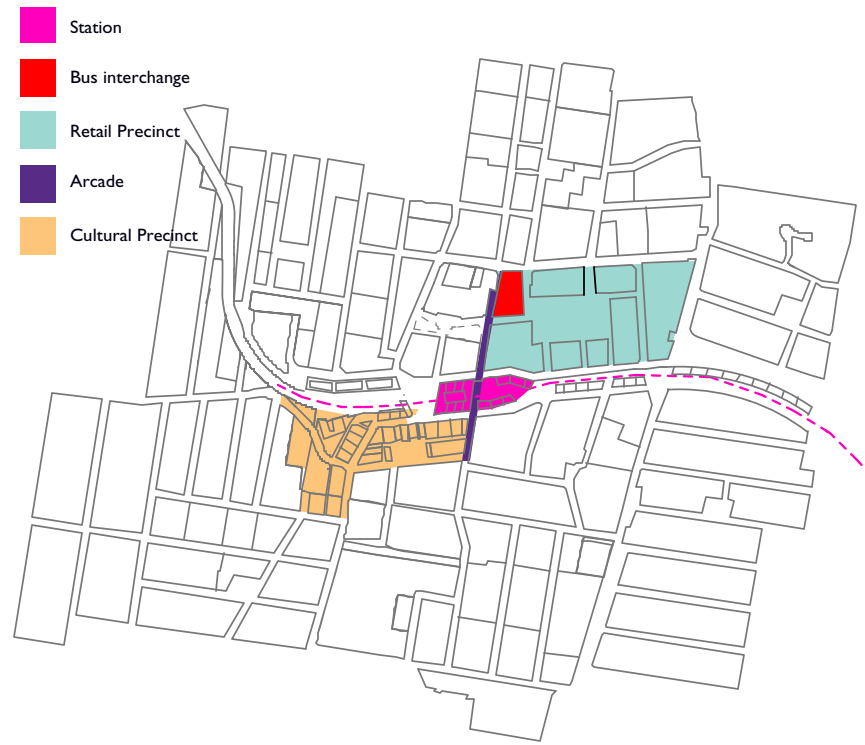 Station
Bus interchange
Retail Precinct
Arcade
Cultural Precinct